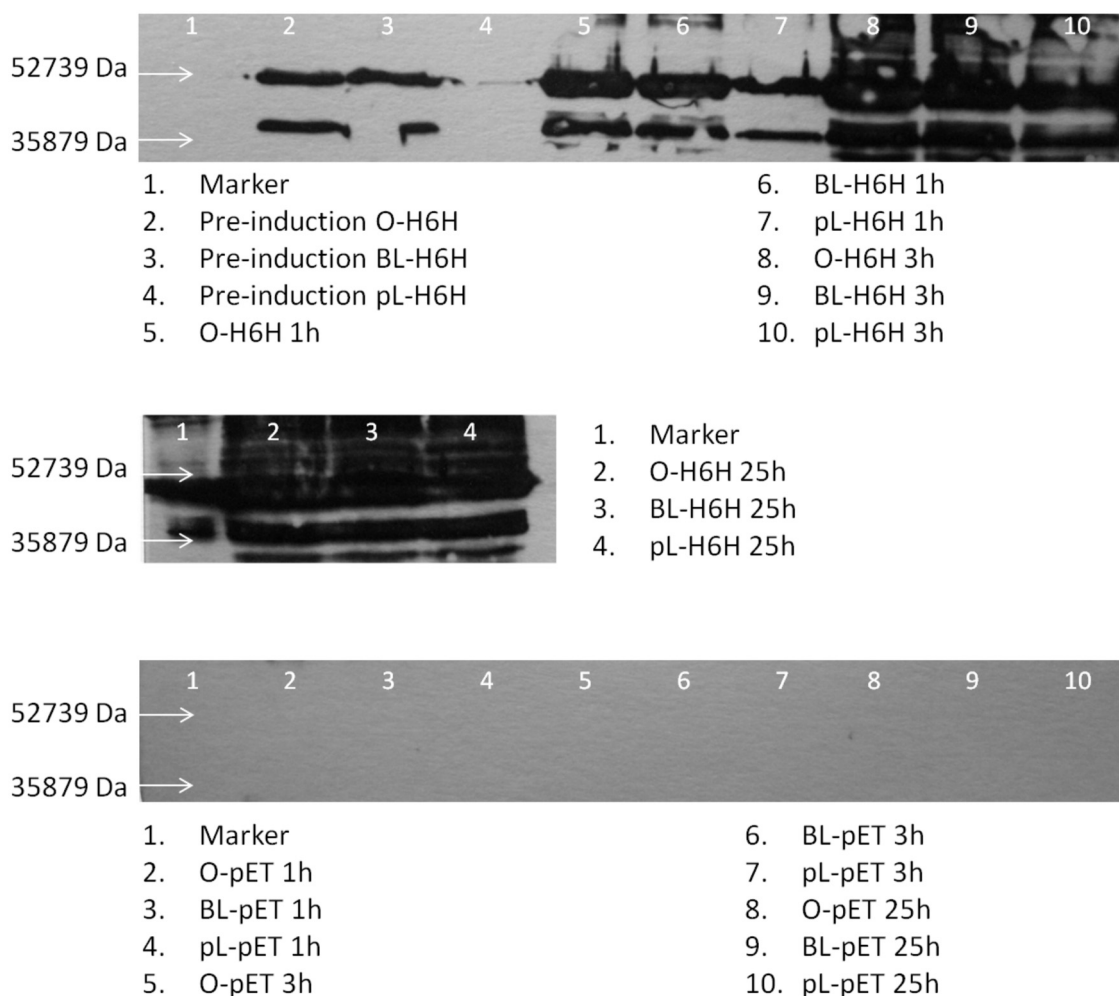 1 2 3 4 5 6 7 8 9 10
52739 Da
35879 Da
1. Marker
2. Pre-induction O-H6H
3. Pre-induction BL-H6H
4. Pre-induction pL-H6H
5. O-H6H 1h
6. BL-H6H 1h
7. pL-H6H 1h
8. O-H6H 3h
9. BL-H6H 3h
10. pL-H6H 3h
1 2 3 4
52739 Da
35879 Da
1. Marker
2. O-H6H 25h
3. BL-H6H 25h
4. pL-H6H 25h
1 2 3 4 5 6 7 8 9 10
52739 Da
35879 Da
1. Marker
2. O-pET 1h
3. BL-pET 1h
4. pL-pET 1h
5. O-pET 3h
6. BL-pET 3h
7. pL-pET 3h
8. O-pET 25h
9. BL-pET 25h
10. pL-pET 25h